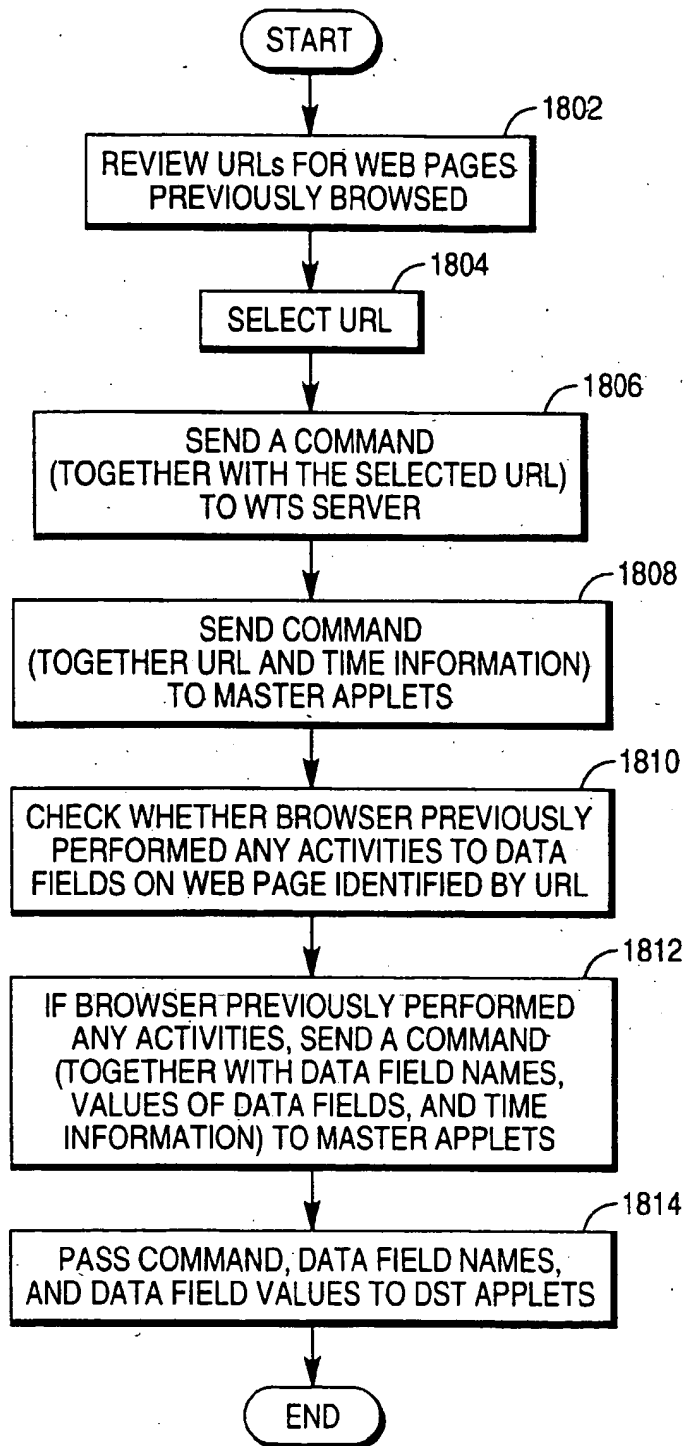 START
1802
REVIEW URLs FOR WEB PAGES
PREVIOUSLY BROWSED
1804
SELECT URL
1806
SEND A COMMAND
(TOGETHER WITH THE SELECTED URL)
TO WTS SERVER
1808
SEND COMMAND
(TOGETHER URL AND TIME INFORMATION)
TO MASTER APPLETS
1810
CHECK WHETHER BROWSER PREVIOUSLY
PERFORMED ANY ACTIVITIES TO DATA
FIELDS ON WEB PAGE IDENTIFIED BY URL
1812
IF BROWSER PREVIOUSLY PERFORMED
ANY ACTIVITIES, SEND A COMMAND
(TOGETHER WITH DATA FIELD NAMES,
VALUES OF DATA FIELDS, AND TIME
INFORMATION) TO MASTER APPLETS
1814
PASS COMMAND, DATA FIELD NAMES,
AND DATA FIELD VALUES TO DST APPLETS
END